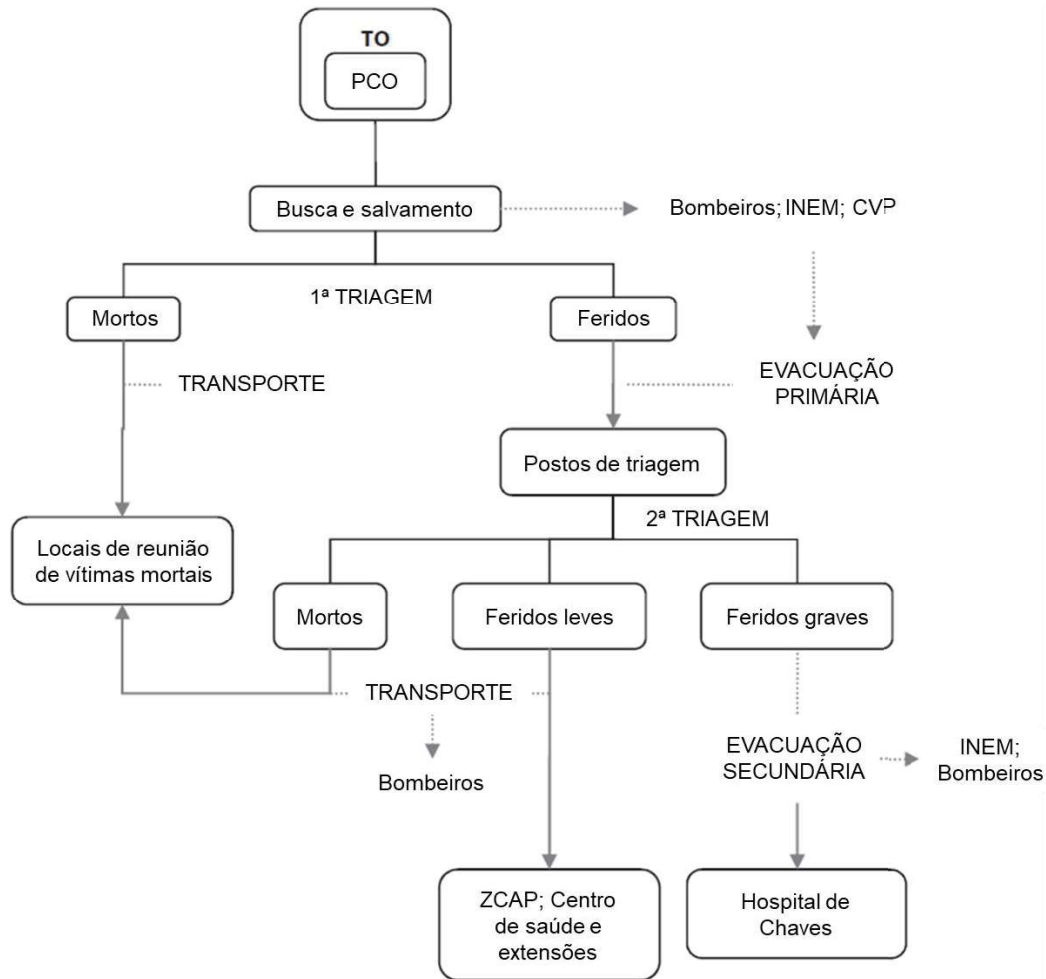 TO
PCO
Busca e salvamento
Bombeiros; INEM; CVP
1ª TRIAGEM
Mortos
Feridos
TRANSPORTE
EVACUAÇÃO
PRIMÁRIA
Postos de triagem
2ª TRIAGEM
Locais de reunião
de vítimas mortais
Mortos
Feridos leves
Feridos graves
TRANSPORTE
Bombeiros
EVACUAÇÃO
SECUNDÁRIA
INEM;
Bombeiros
ZCAP; Centro
de saúde e
extensões
Hospital de
Chaves